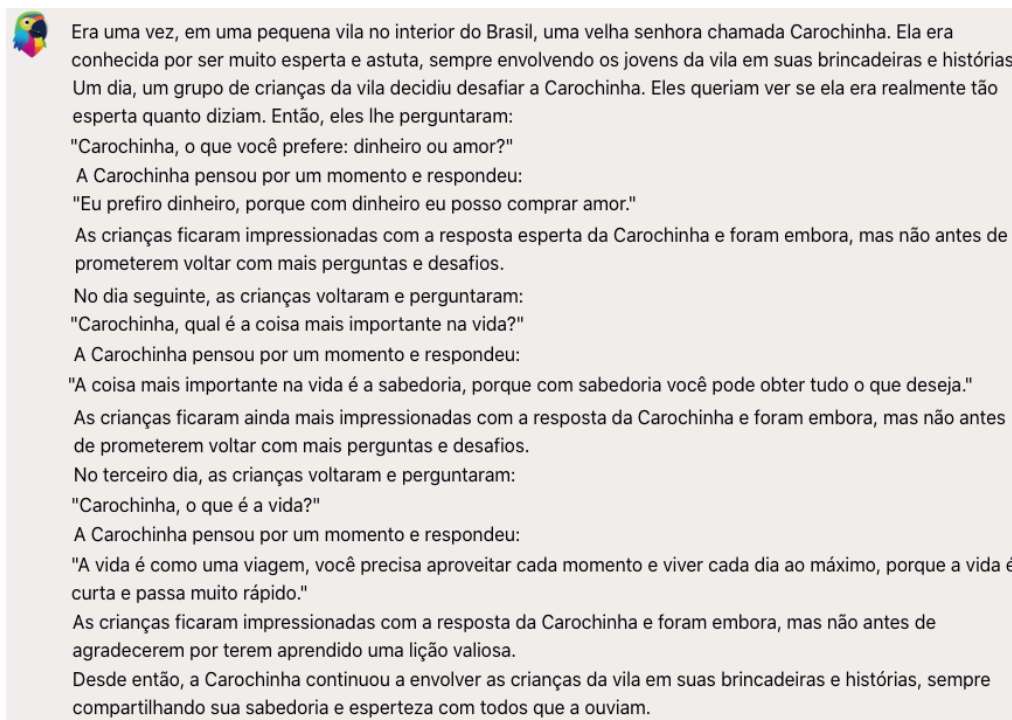 Era uma vez, em uma pequena vila no interior do Brasil, uma velha senhora chamada Carochinha. Ela era
conhecida por ser muito esperta e astuta, sempre envolvendo os jovens da vila em suas brincadeiras e histórias
Um dia, um grupo de crianças da vila decidiu desafiar a Carochinha. Eles queriam ver se ela era realmente tão
esperta quanto diziam. Então, eles lhe perguntaram:
"Carochinha, o que você prefere: dinheiro ou amor?"
A Carochinha pensou por um momento e respondeu:
"Eu prefiro dinheiro, porque com dinheiro eu posso comprar amor."
As crianças ficaram impressionadas com a resposta esperta da Carochinha e foram embora, mas não antes de
prometerem voltar com mais perguntas e desafios.
No dia seguinte, as crianças voltaram e perguntaram:
"Carochinha, qual é a coisa mais importante na vida?"
A Carochinha pensou por um momento e respondeu:
"A coisa mais importante na vida é a sabedoria, porque com sabedoria você pode obter tudo o que deseja."
As crianças ficaram ainda mais impressionadas com a resposta da Carochinha e foram embora, mas não antes
de prometerem voltar com mais perguntas e desafios.
No terceiro dia, as crianças voltaram e perguntaram:
"Carochinha, o que é a vida?"
A Carochinha pensou por um momento e respondeu:
"A vida é como uma viagem, você precisa aproveitar cada momento e viver cada dia ao máximo, porque a vida é
curta e passa muito rápido."
As crianças ficaram impressionadas com a resposta da Carochinha e foram embora, mas não antes de
agradecerem por terem aprendido uma lição valiosa.
Desde então, a Carochinha continuou a envolver as crianças da vila em suas brincadeiras e histórias, sempre
compartilhando sua sabedoria e esperteza com todos que a ouviam.